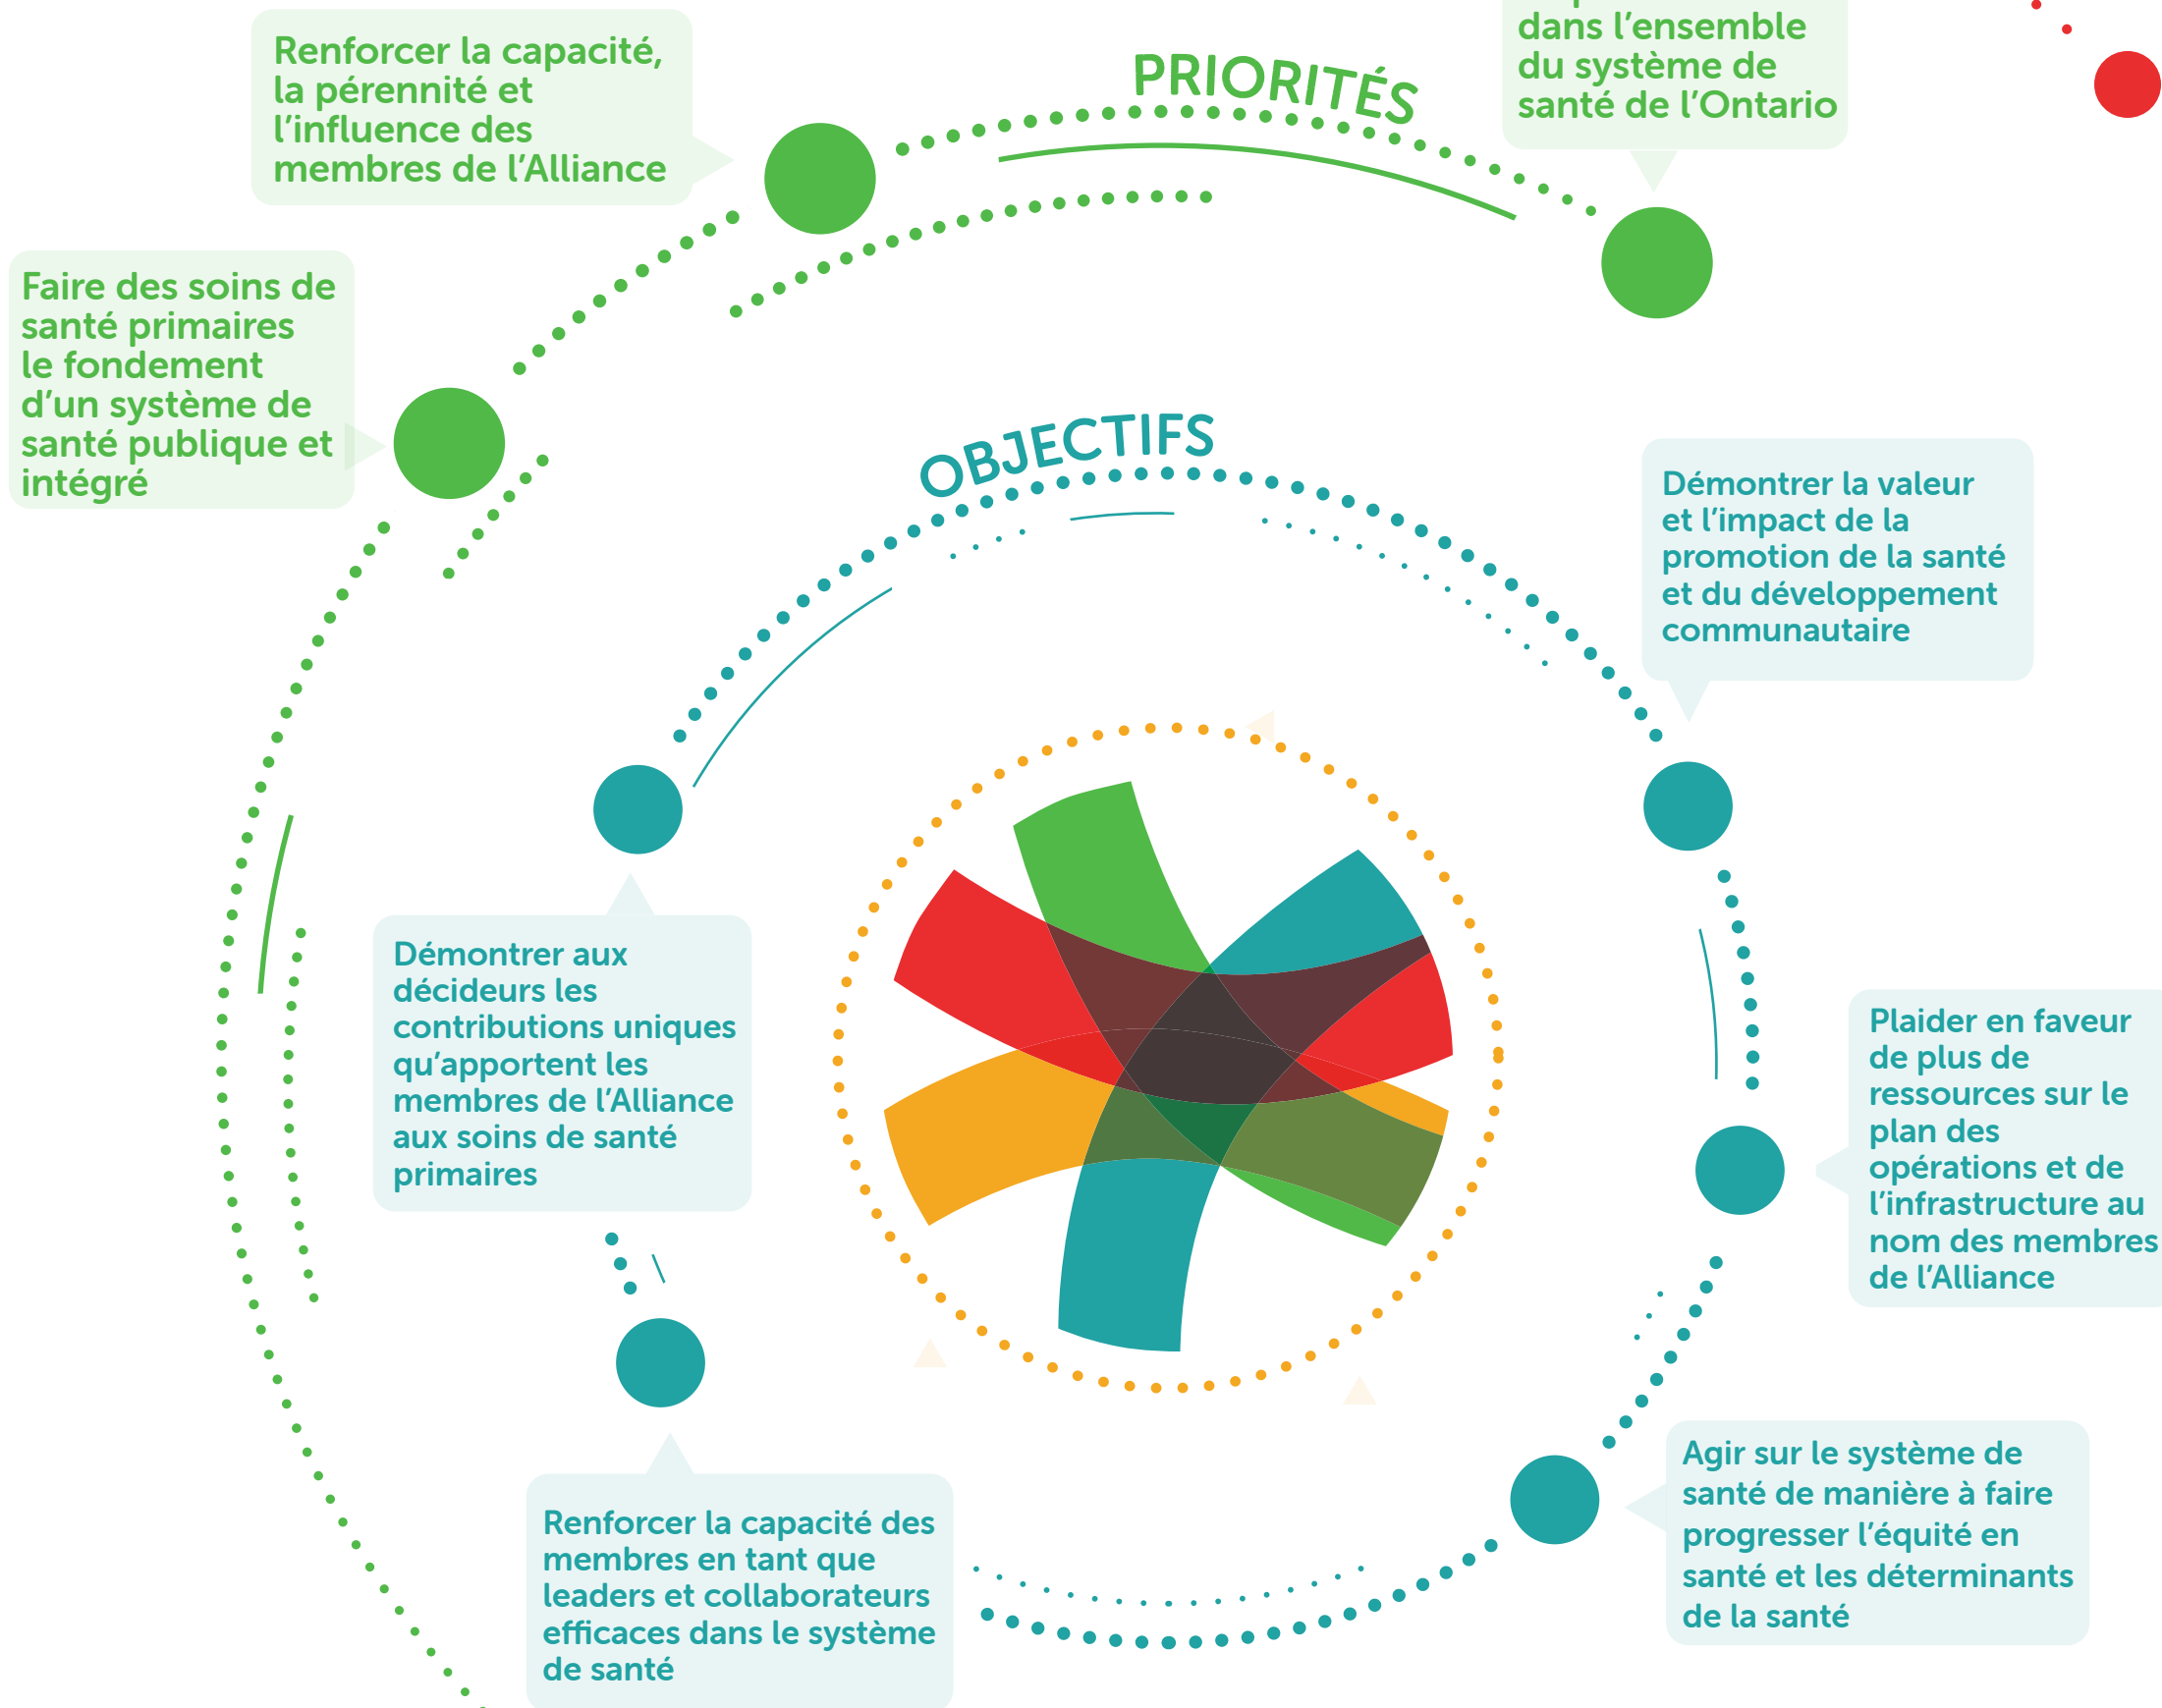 Renforcer la capacité,
la pérennité et
l’influence des
membres de l’Alliance
PRIORITÉS
dans l’ensemble
du système de
santé de l’Ontario
Faire des soins de
santé primaires
le fondement
d’un système de
santé publique et
intégré
OBJECTIFS
Démontrer la valeur
et l’impact de la
promotion de la santé
et du développement
communautaire
Démontrer aux
décideurs les
contributions uniques
qu’apportent les
membres de l’Alliance
aux soins de santé
primaires
Plaider en faveur
de plus de
ressources sur le
plan des
opérations et de
l’infrastructure au
nom des membres
de l’Alliance
Agir sur le système de
santé de manière à faire
progresser l’équité en
santé et les déterminants
de la santé
Renforcer la capacité des
membres en tant que
leaders et collaborateurs
efficaces dans le système
de santé